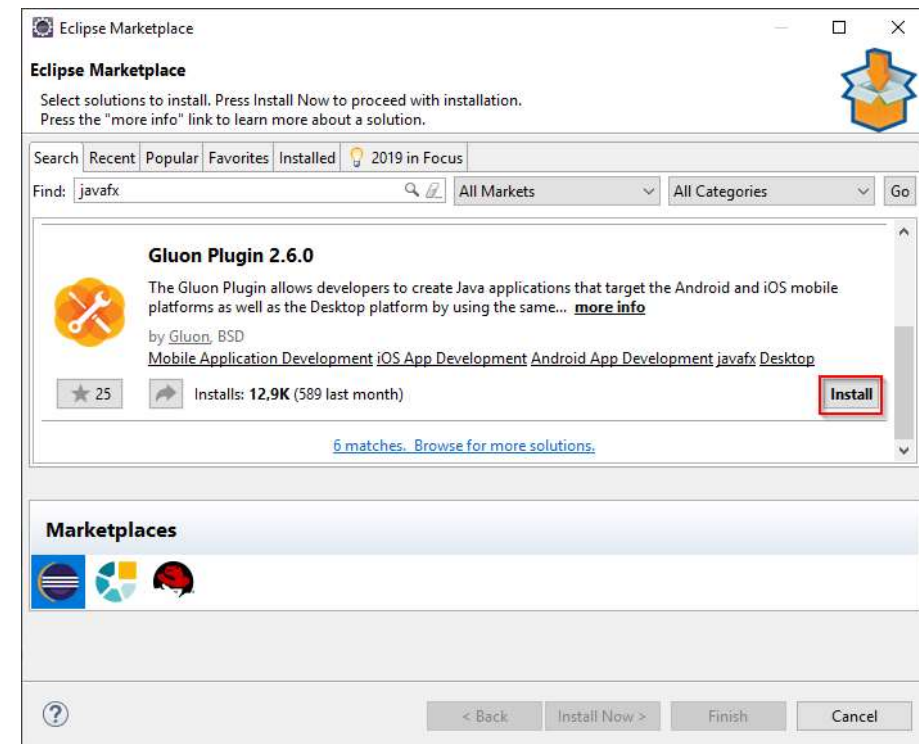 Eclipse Marketplace
Eclipse Marketplace
Select solutions to install. Press Install Now to proceed with installation.
Press the "more info" link to learn more about a solution.
Search Recent Popular Favorites Installed 2019 in Focus
Find: javafx All Markets All Categories Go
Gluon Plugin 2.6.0
The Gluon Plugin allows developers to create Java applications that target the Android and iOS mobile
platforms as well as the Desktop platform by using the same... more info
by Gluon, BSD
Mobile Application Development iOS App Development Android App Development javafx Desktop
25 Installs: 12,9K (589 last month) Install
6 matches. Browse for more solutions.
Marketplaces
? < Back Install Now > Finish Cancel